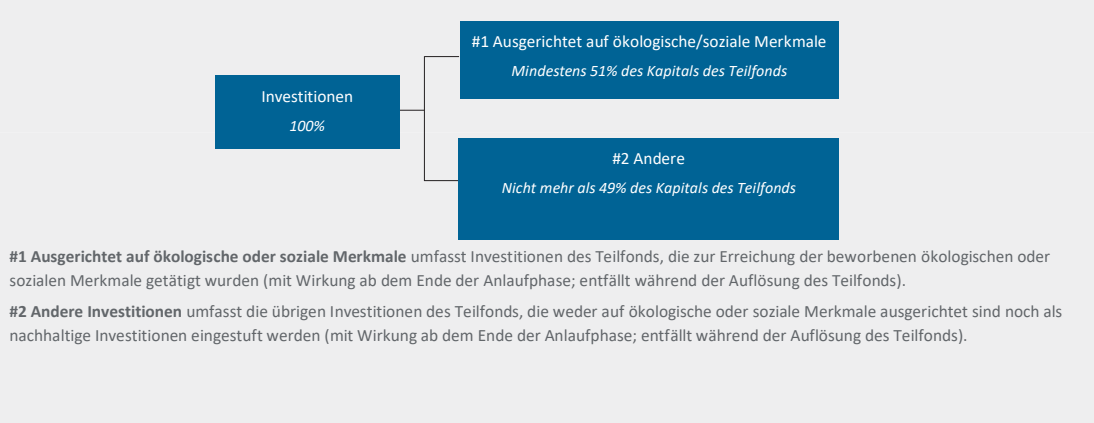 #1 Ausgerichtet auf ökologische/soziale Merkmale
Mindestens 51% des Kapitals des Teilfonds
Investitionen
100%
#2 Andere
Nicht mehr als 49% des Kapitals des Teilfonds
#1 Ausgerichtet auf ökologische oder soziale Merkmale umfasst Investitionen des Teilfonds, die zur Erreichung der beworbenen ökologischen oder
sozialen Merkmale getätigt wurden (mit Wirkung ab dem Ende der Anlaufphase; entfällt während der Auflösung des Teilfonds).
#2 Andere Investitionen umfasst die übrigen Investitionen des Teilfonds, die weder auf ökologische oder soziale Merkmale ausgerichtet sind noch als
nachhaltige Investitionen eingestuft werden (mit Wirkung ab dem Ende der Anlaufphase; entfällt während der Auflösung des Teilfonds).